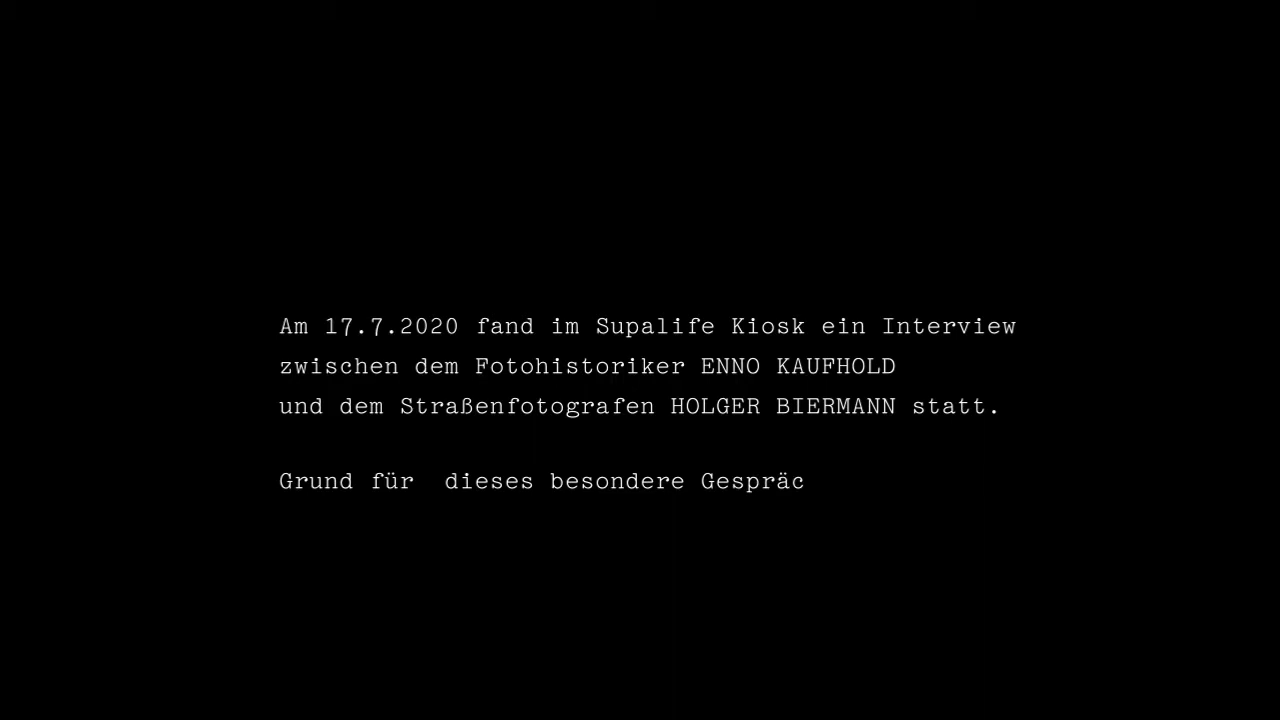 Am 17.7.2020 fand im Supalife Kiosk ein Interview
zwischen dem Fotohistoriker ENNO KAUFHOLD
und dem Straßenfotografen HOLGER BIERMANN statt.
Grund für  dieses besondere Gespräc